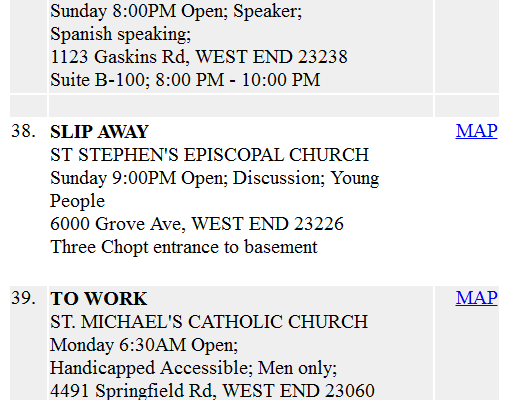 Sunday 8:00PM Open; Speaker;
Spanish speaking;
1123 Gaskins Rd, WEST END 23238
Suite B-100; 8:00 PM - 10:00 PM
38. SLIP AWAY MAP
ST STEPHEN'S EPISCOPAL CHURCH
Sunday 9:00PM Open; Discussion; Young
People
6000 Grove Ave, WEST END 23226
Three Chopt entrance to basement
39. TO WORK MAP
ST. MICHAEL'S CATHOLIC CHURCH
Monday 6:30AM Open;
Handicapped Accessible; Men only;
4491 Springfield Rd, WEST END 23060